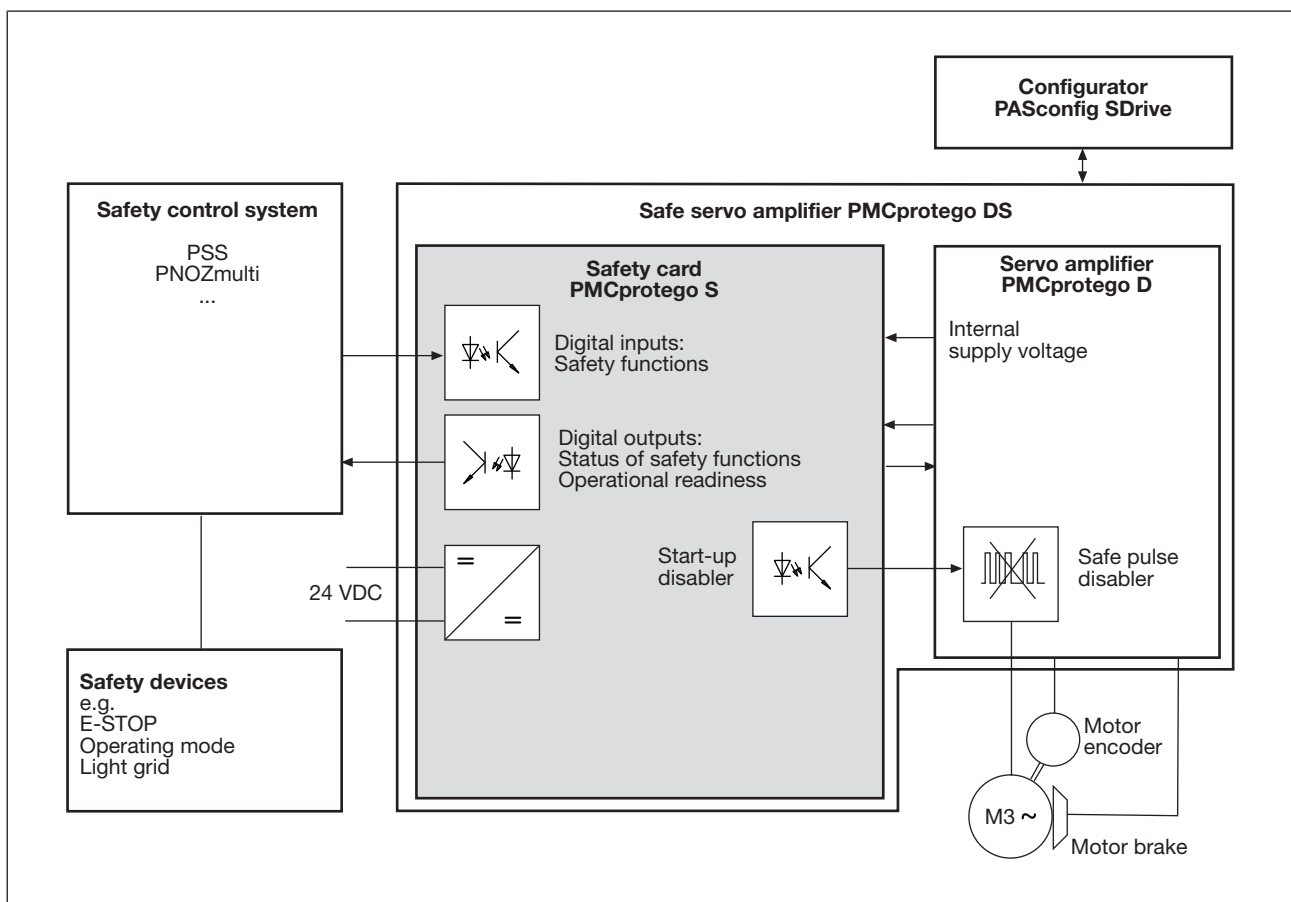 Configurator
PASconfig SDrive
Safety control system
PSS
PNOZmulti
...
Safe servo amplifier PMCprotego DS
Safety card
PMCprotego S
Servo amplifier
PMCprotego D
Digital inputs:
Safety functions
Internal
supply voltage
Digital outputs:
Status of safety functions
Operational readiness
Start-up
disabler
Safe pulse
disabler
24 VDC
=
=
Safety devices
e.g.
E-STOP
Operating mode
Light grid
Motor
encoder
M3 ~
Motor brake